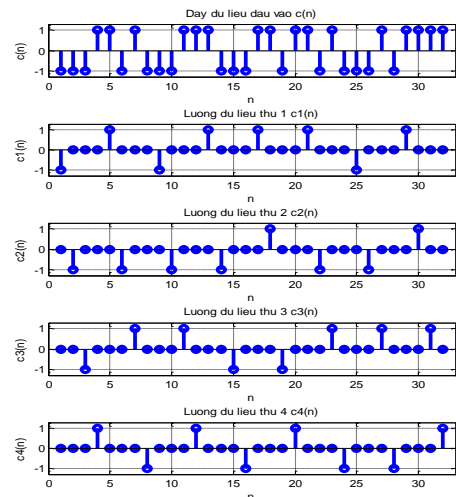 Day du lieu dau vao c(n)
c(n)
1
0
-1
0 5 10 15 20 25 30
n
Luong du lieu thu 1 c1(n)
c1(n)
1
0
-1
0 5 10 15 20 25 30
n
Luong du lieu thu 2 c2(n)
c2(n)
1
0
-1
0 5 10 15 20 25 30
n
Luong du lieu thu 3 c3(n)
c3(n)
1
0
-1
0 5 10 15 20 25 30
n
Luong du lieu thu 4 c4(n)
c4(n)
1
0
-1
0 5 10 15 20 25 30
n